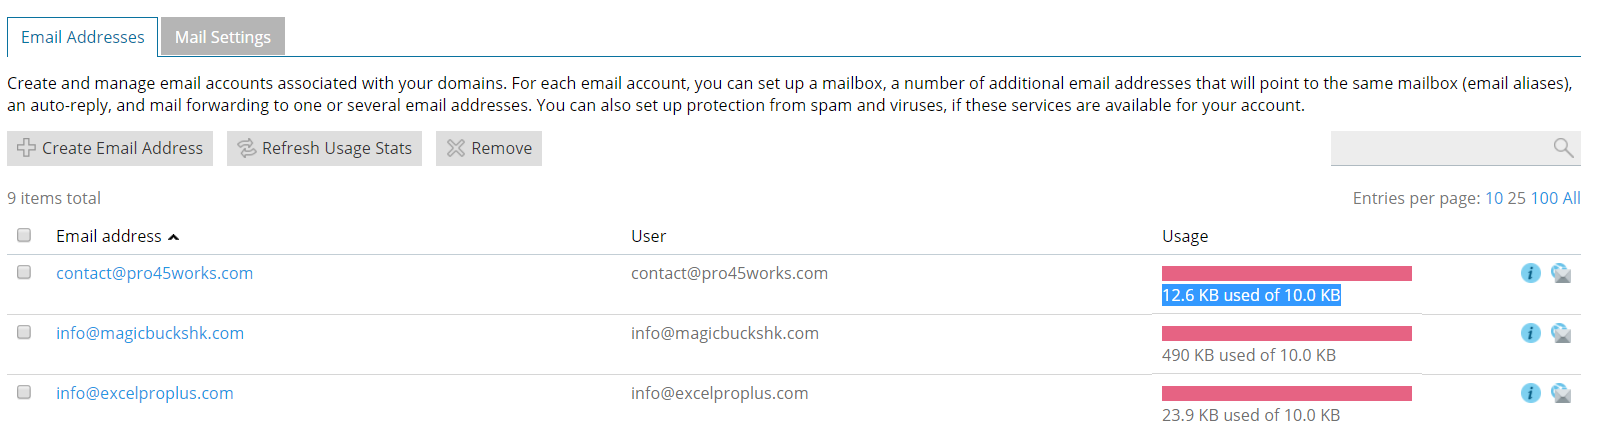 Email Addresses Mail Settings
Create and manage email accounts associated with your domains. For each email account, you can set up a mailbox, a number of additional email addresses that will point to the same mailbox (email aliases),
an auto-reply, and mail forwarding to one or several email addresses. You can also set up protection from spam and viruses, if these services are available for your account.
Create Email Address Refresh Usage Stats Remove
9 items total Entries per page: 10 25 100 All
Email address User Usage
contact@pro45works.com contact@pro45works.com
12.6 KB used of 10.0 KB
info@magicbuckshk.com info@magicbuckshk.com
490 KB used of 10.0 KB
info@excelproplus.com info@excelproplus.com
23.9 KB used of 10.0 KB